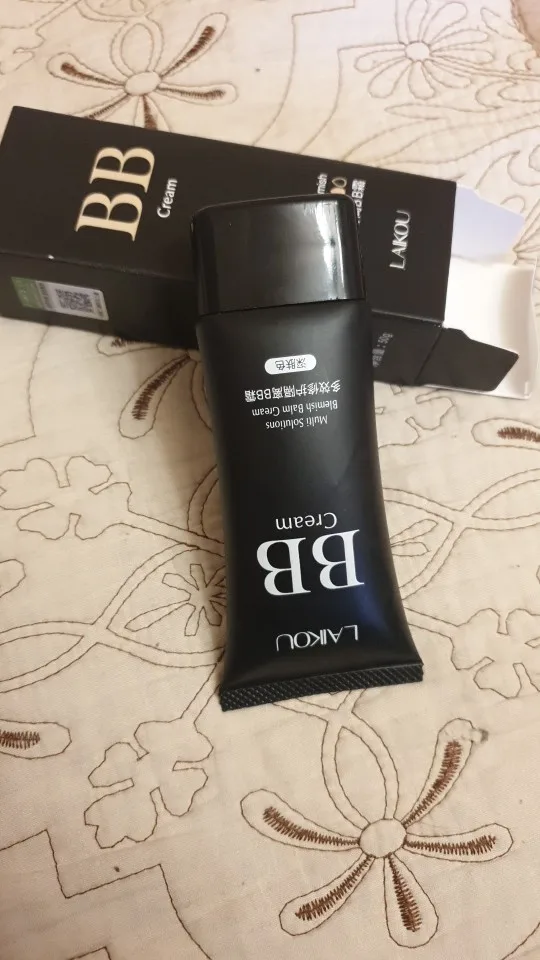 BB
Cream
LAIKOU
深肤色
多效修护隔离BB霜
Multi Solutions
Blemish Balm Cream
BB
Cream
LAIKOU